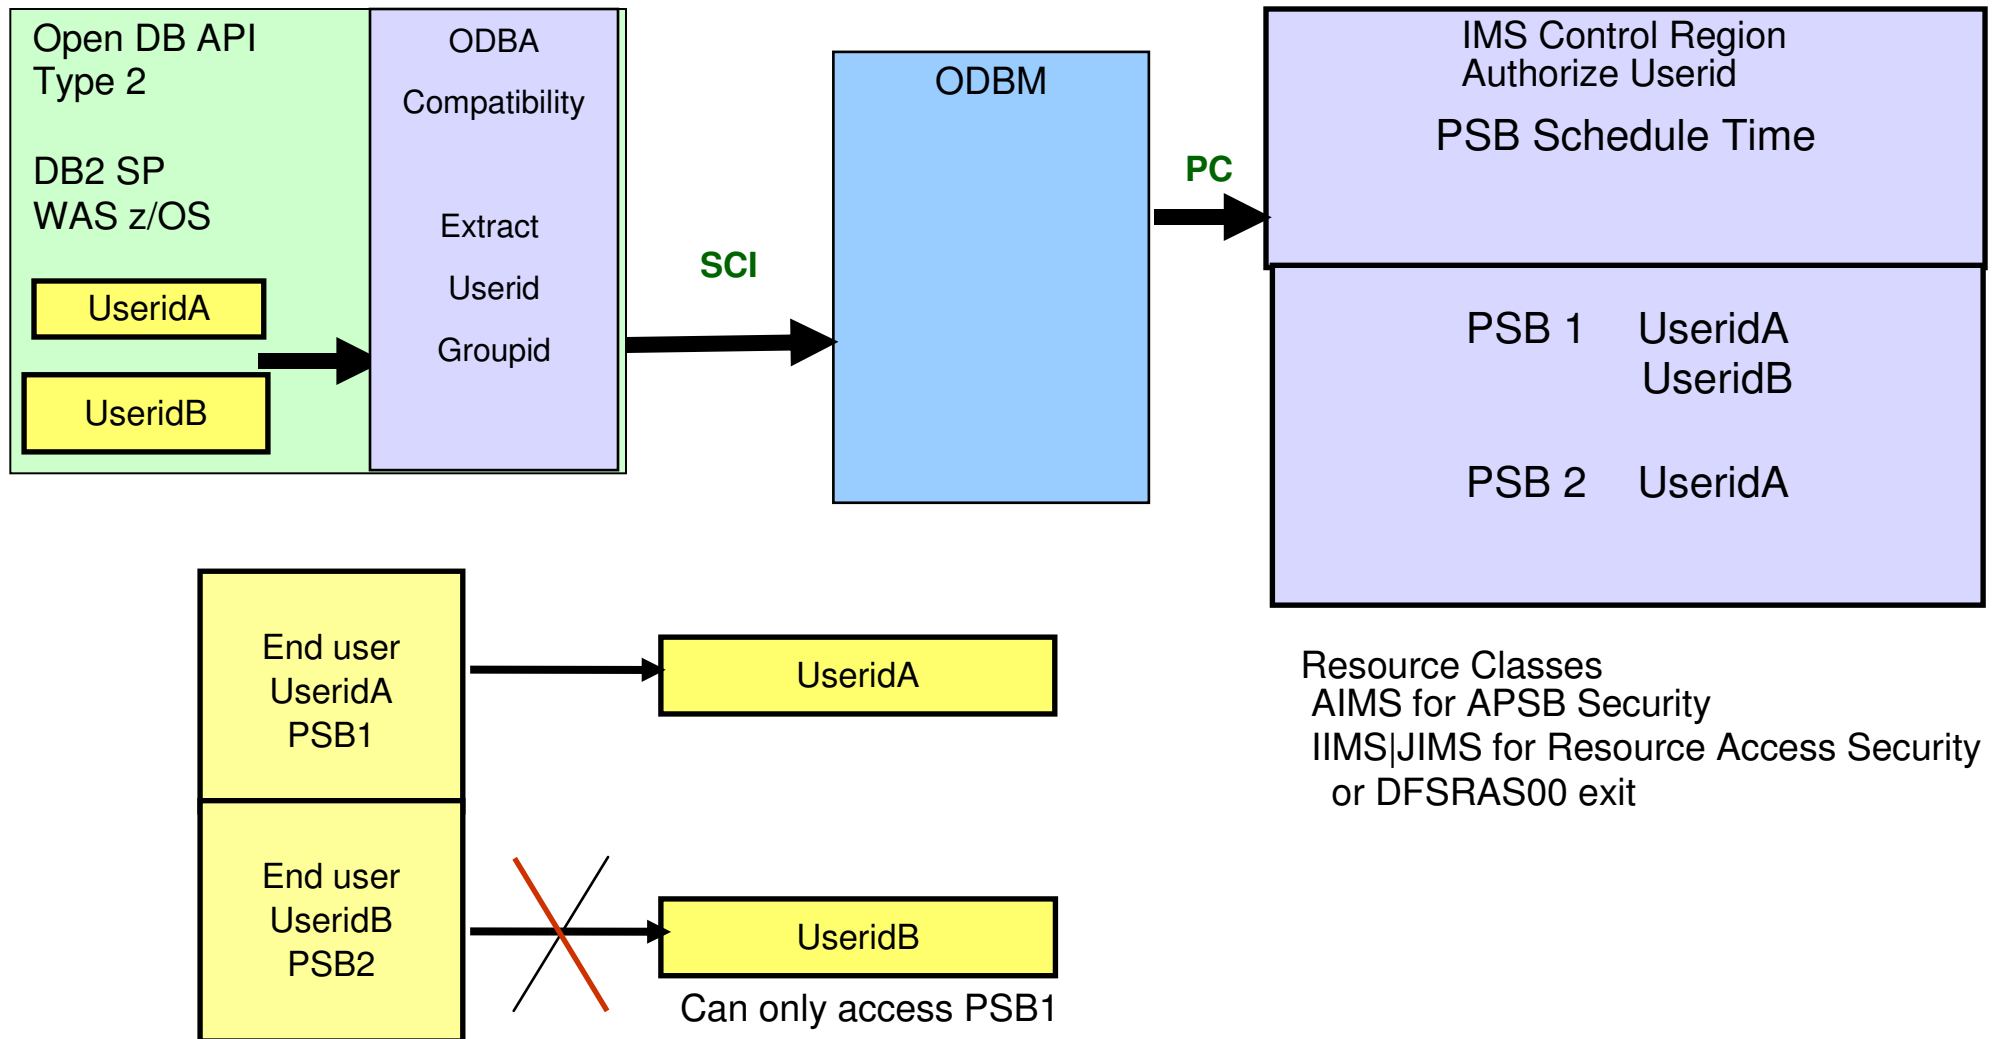 Open DB API
Type 2
DB2 SP
WAS z/OS
UseridA
UseridB
ODBA
Compatibility
Extract
Userid
Groupid
SCI
ODBM
PC
IMS Control Region
Authorize Userid
PSB Schedule Time
PSB 1 UseridA
UseridB
PSB 2 UseridA
End user
UseridA
PSB1
UseridA
End user
UseridB
PSB2
UseridB
Can only access PSB1
Resource Classes
AIMS for APSB Security
IIMS|JIMS for Resource Access Security
or DFSRAS00 exit